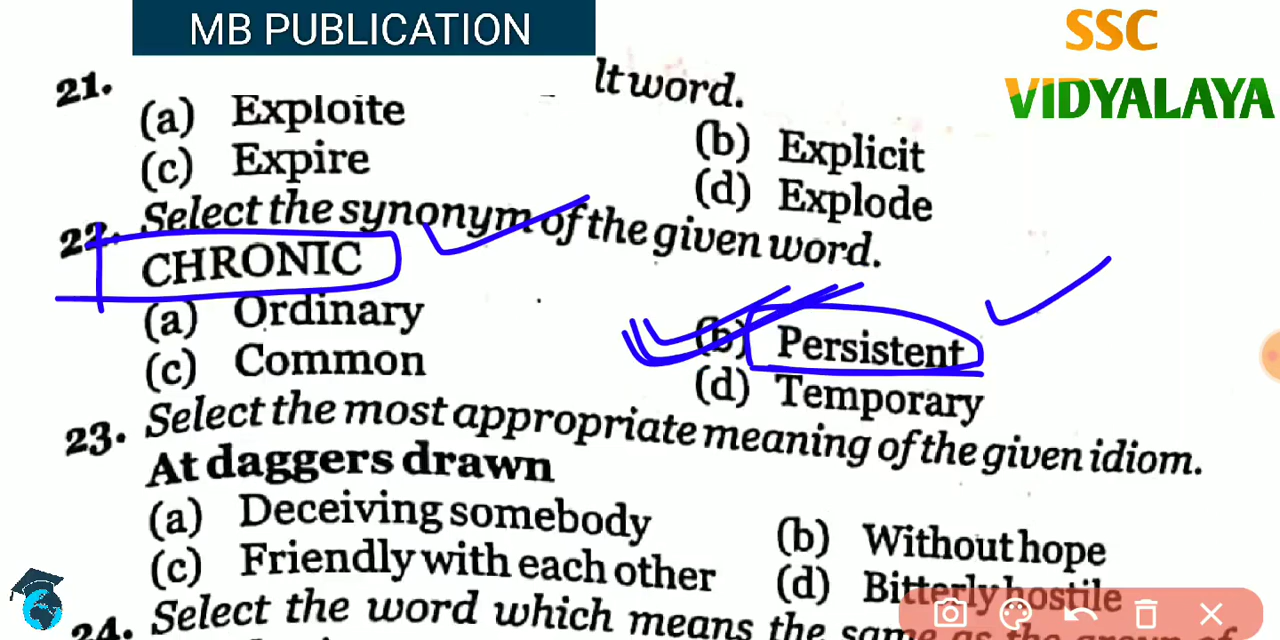 MB PUBLICATION
SSC
VIDYALAYA
21. lt word.
(a) Exploite (b) Explicit
(c) Expire (d) Explode
22. Select the synonym of the given word.
CHRONIC
(a) Ordinary (b) Persistent
(c) Common (d) Temporary
23. Select the most appropriate meaning of the given idiom.
At daggers drawn
(a) Deceiving somebody (b) Without hope
(c) Friendly with each other (d) Bitterly hostile
24. Select the word which means the same as the group of